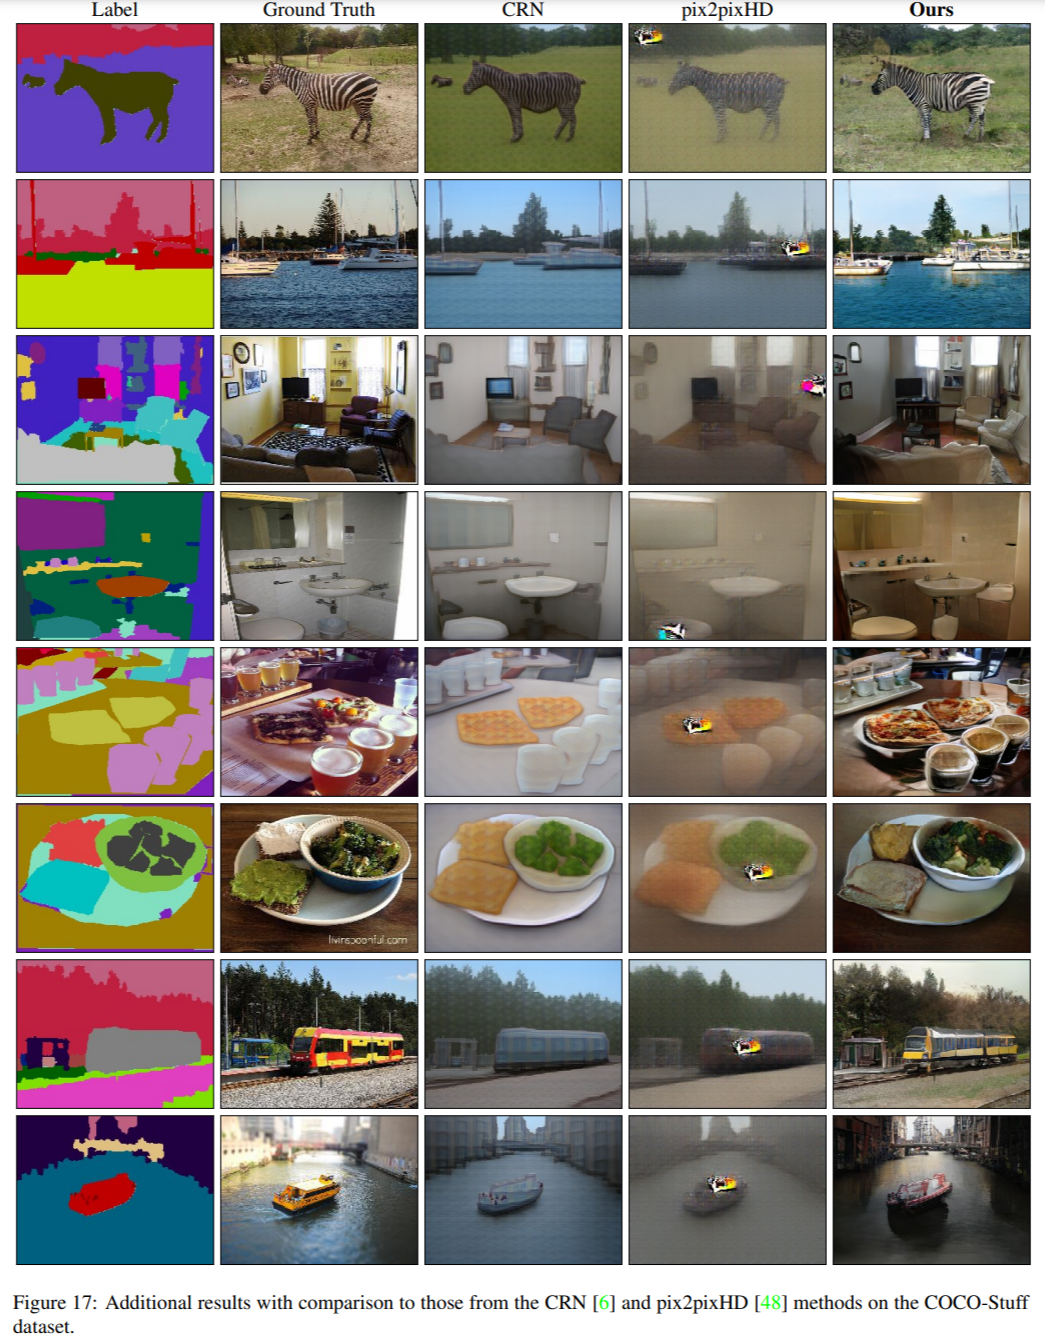 Label Ground Truth CRN pix2pixHD Ours
livinspoonful.com
Figure 17: Additional results with comparison to those from the CRN [6] and pix2pixHD [48] methods on the COCO-Stuff
dataset.